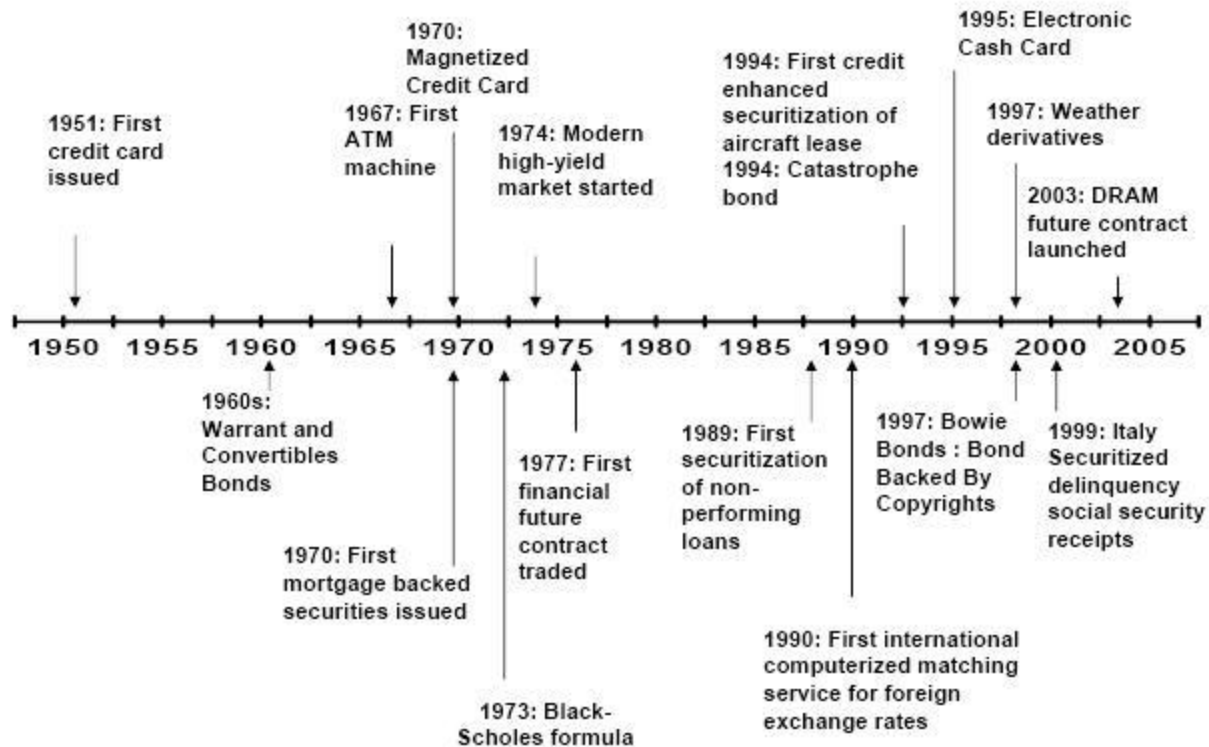 1951: First
credit card
issued
1967: First
ATM
machine
1970:
Magnetized
Credit Card
1974: Modern
high-yield
market started
1994: First credit
enhanced
securitization of
aircraft lease
1994: Catastrophe
bond
1995: Electronic
Cash Card
1997: Weather
derivatives
2003: DRAM
future contract
launched
1950 1955 1960 1965 1970 1975 1980 1985 1990 1995 2000 2005
1960s:
Warrant and
Convertibles
Bonds
1970: First
mortgage backed
securities issued
1973: Black-
Scholes formula
1977: First
financial
future
contract
traded
1989: First
securitization
of non-
performing
loans
1990: First international
computerized matching
service for foreign
exchange rates
1997: Bowie
Bonds : Bond
Backed By
Copyrights
1999: Italy
Securitized
delinquency
social security
receipts